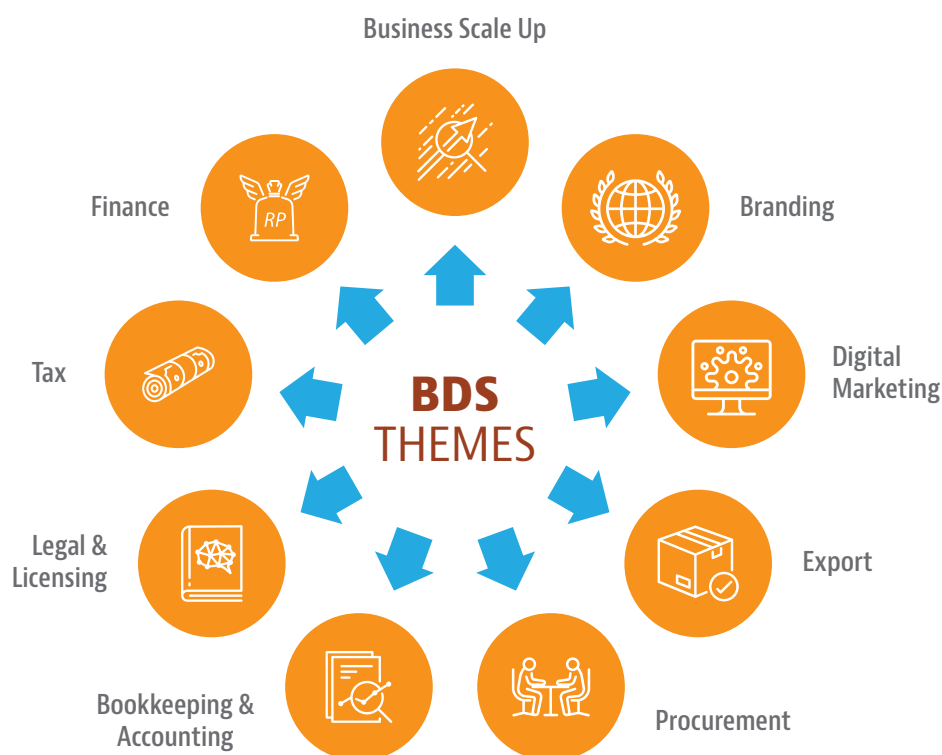 Business Scale Up
Finance
RP
Branding
Tax
BDS
THEMES
Digital
Marketing
Legal &
Licensing
Export
Bookkeeping &
Accounting
Procurement